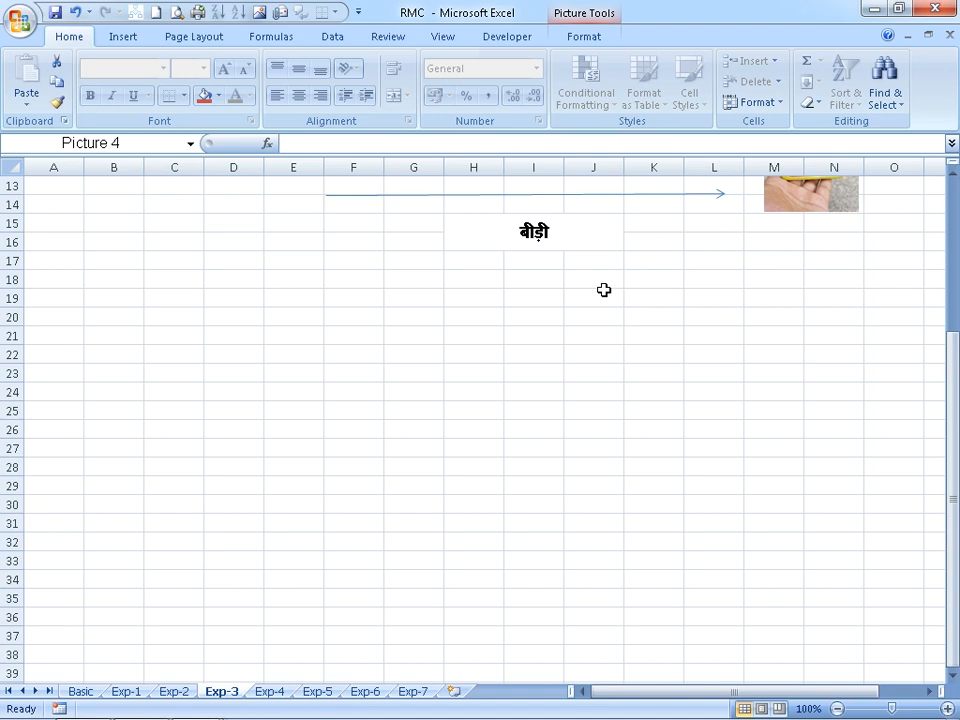 RMC - Microsoft Excel
Picture Tools
Home Insert Page Layout Formulas Data Review View Developer Format
Paste
B I U
General
% ,
Conditional Formatting
Format as Table
Cell Styles
Insert
Delete
Format
Σ
Sort & Filter
Find & Select
Clipboard Font Alignment Number Styles Cells Editing
Picture 4
fx
A B C D E F G H I J K L M N O
13
14
15
बीड़ी
16
17
18
19
20
21
22
23
24
25
26
27
28
29
30
31
32
33
34
35
36
37
38
39
Basic Exp-1 Exp-2 Exp-3 Exp-4 Exp-5 Exp-6 Exp-7
Ready
100%